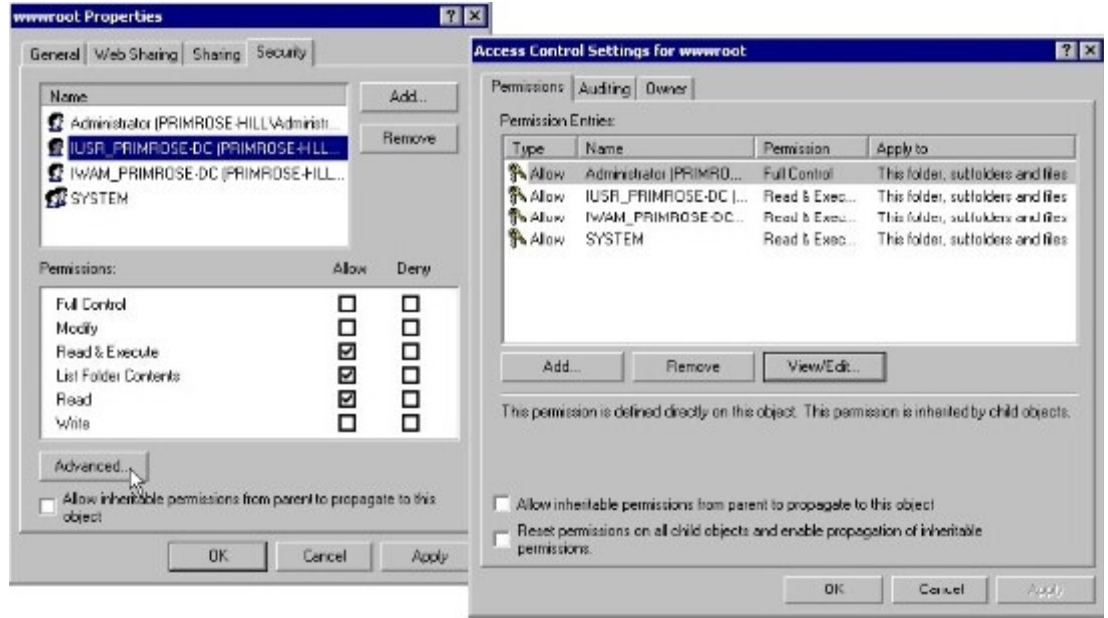 wwwroot Properties
General Web Sharing Sharing Security
Name
Add...
Administrator (PRIMROSE-HILL\Administr...
Remove
IUSR_PRIMROSE-DC (PRIMROSE-HILL...
IWAM_PRIMROSE-DC (PRIMROSE-HILL...
SYSTEM
Permissions: Allow Deny
Full Control
Modify
Read & Execute
List Folder Contents
Read
Write
Advanced...
Allow inheritable permissions from parent to propagate to this
object
OK Cancel Apply
Access Control Settings for wwwroot
Permissions Auditing Owner
Permission Entries:
Type Name Permission Apply to
Allow Administrator (PRIMRO... Full Control This folder, subfolders and files
Allow IUSR_PRIMROSE-DC (... Read & Exec... This folder, subfolders and files
Allow IWAM_PRIMROSE-DC... Read & Exec... This folder, subfolders and files
Allow SYSTEM Read & Exec... This folder, subfolders and files
Add... Remove View/Edit...
This permission is defined directly on this object. This permission is inherited by child objects.
Allow inheritable permissions from parent to propagate to this object
Reset permissions on all child objects and enable propagation of inheritable
permissions.
OK Cancel Apply